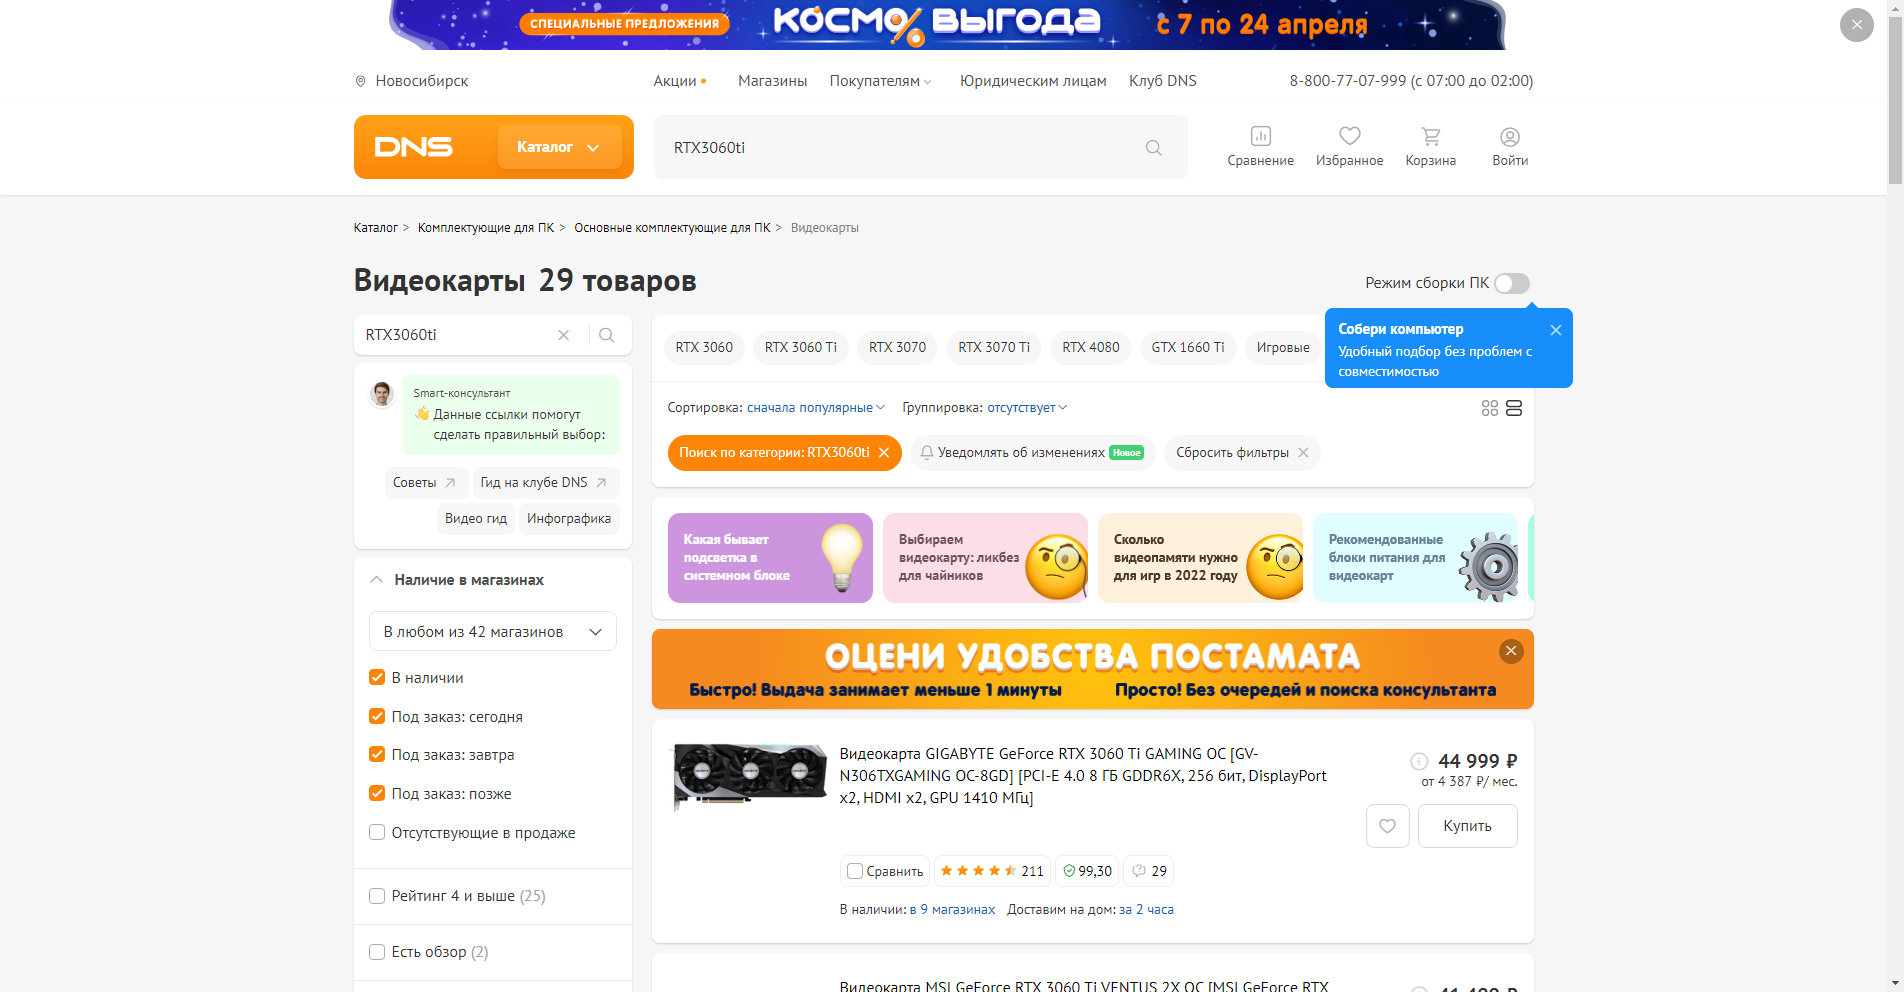 СПЕЦИАЛЬНЫЕ ПРЕДЛОЖЕНИЯ
КОСМО%ВЫГОДА
с 7 по 24 апреля
Новосибирск
Акции
Магазины
Покупателям
Юридическим лицам
Клуб DNS
8-800-77-07-999 (с 07:00 до 02:00)
DNS
Каталог
RTX3060ti
Сравнение
Избранное
Корзина
Войти
Каталог > Комплектующие для ПК > Основные комплектующие для ПК > Видеокарты
Видеокарты 29 товаров
Режим сборки ПК
Собери компьютер
Удобный подбор без проблем с
совместимостью
RTX3060ti
Smart-консультант
👋 Данные ссылки помогут
сделать правильный выбор:
Советы
Гид на клубе DNS
Видео гид
Инфографика
Наличие в магазинах
В любом из 42 магазинов
В наличии
Под заказ: сегодня
Под заказ: завтра
Под заказ: позже
Отсутствующие в продаже
Рейтинг 4 и выше (25)
Есть обзор (2)
RTX 3060
RTX 3060 Ti
RTX 3070
RTX 3070 Ti
RTX 4080
GTX 1660 Ti
Игровые
Сортировка: сначала популярные
Группировка: отсутствует
Поиск по категории: RTX3060ti
Уведомлять об изменениях Новое
Сбросить фильтры
Какая бывает
подсветка в
системном блоке
Выбираем
видеокарту: ликбез
для чайников
Сколько
видеопамяти нужно
для игр в 2022 году
Рекомендованные
блоки питания для
видеокарт
ОЦЕНИ УДОБСТВА ПОСТАМАТА
Быстро! Выдача занимает меньше 1 минуты
Просто! Без очередей и поиска консультанта
Видеокарта GIGABYTE GeForce RTX 3060 Ti GAMING OC [GV-
N306TXGAMING OC-8GD] [PCI-E 4.0 8 ГБ GDDR6X, 256 бит, DisplayPort
x2, HDMI x2, GPU 1410 МГц]
44 999 ₽
от 4 387 ₽/ мес.
Купить
Сравнить
211
99,30
29
В наличии: в 9 магазинах
Доставим на дом: за 2 часа
Видеокарта MSI GeForce RTX 3060 Ti VENTUS 2X OC [MSI GeForce RTX
41 499 ₽